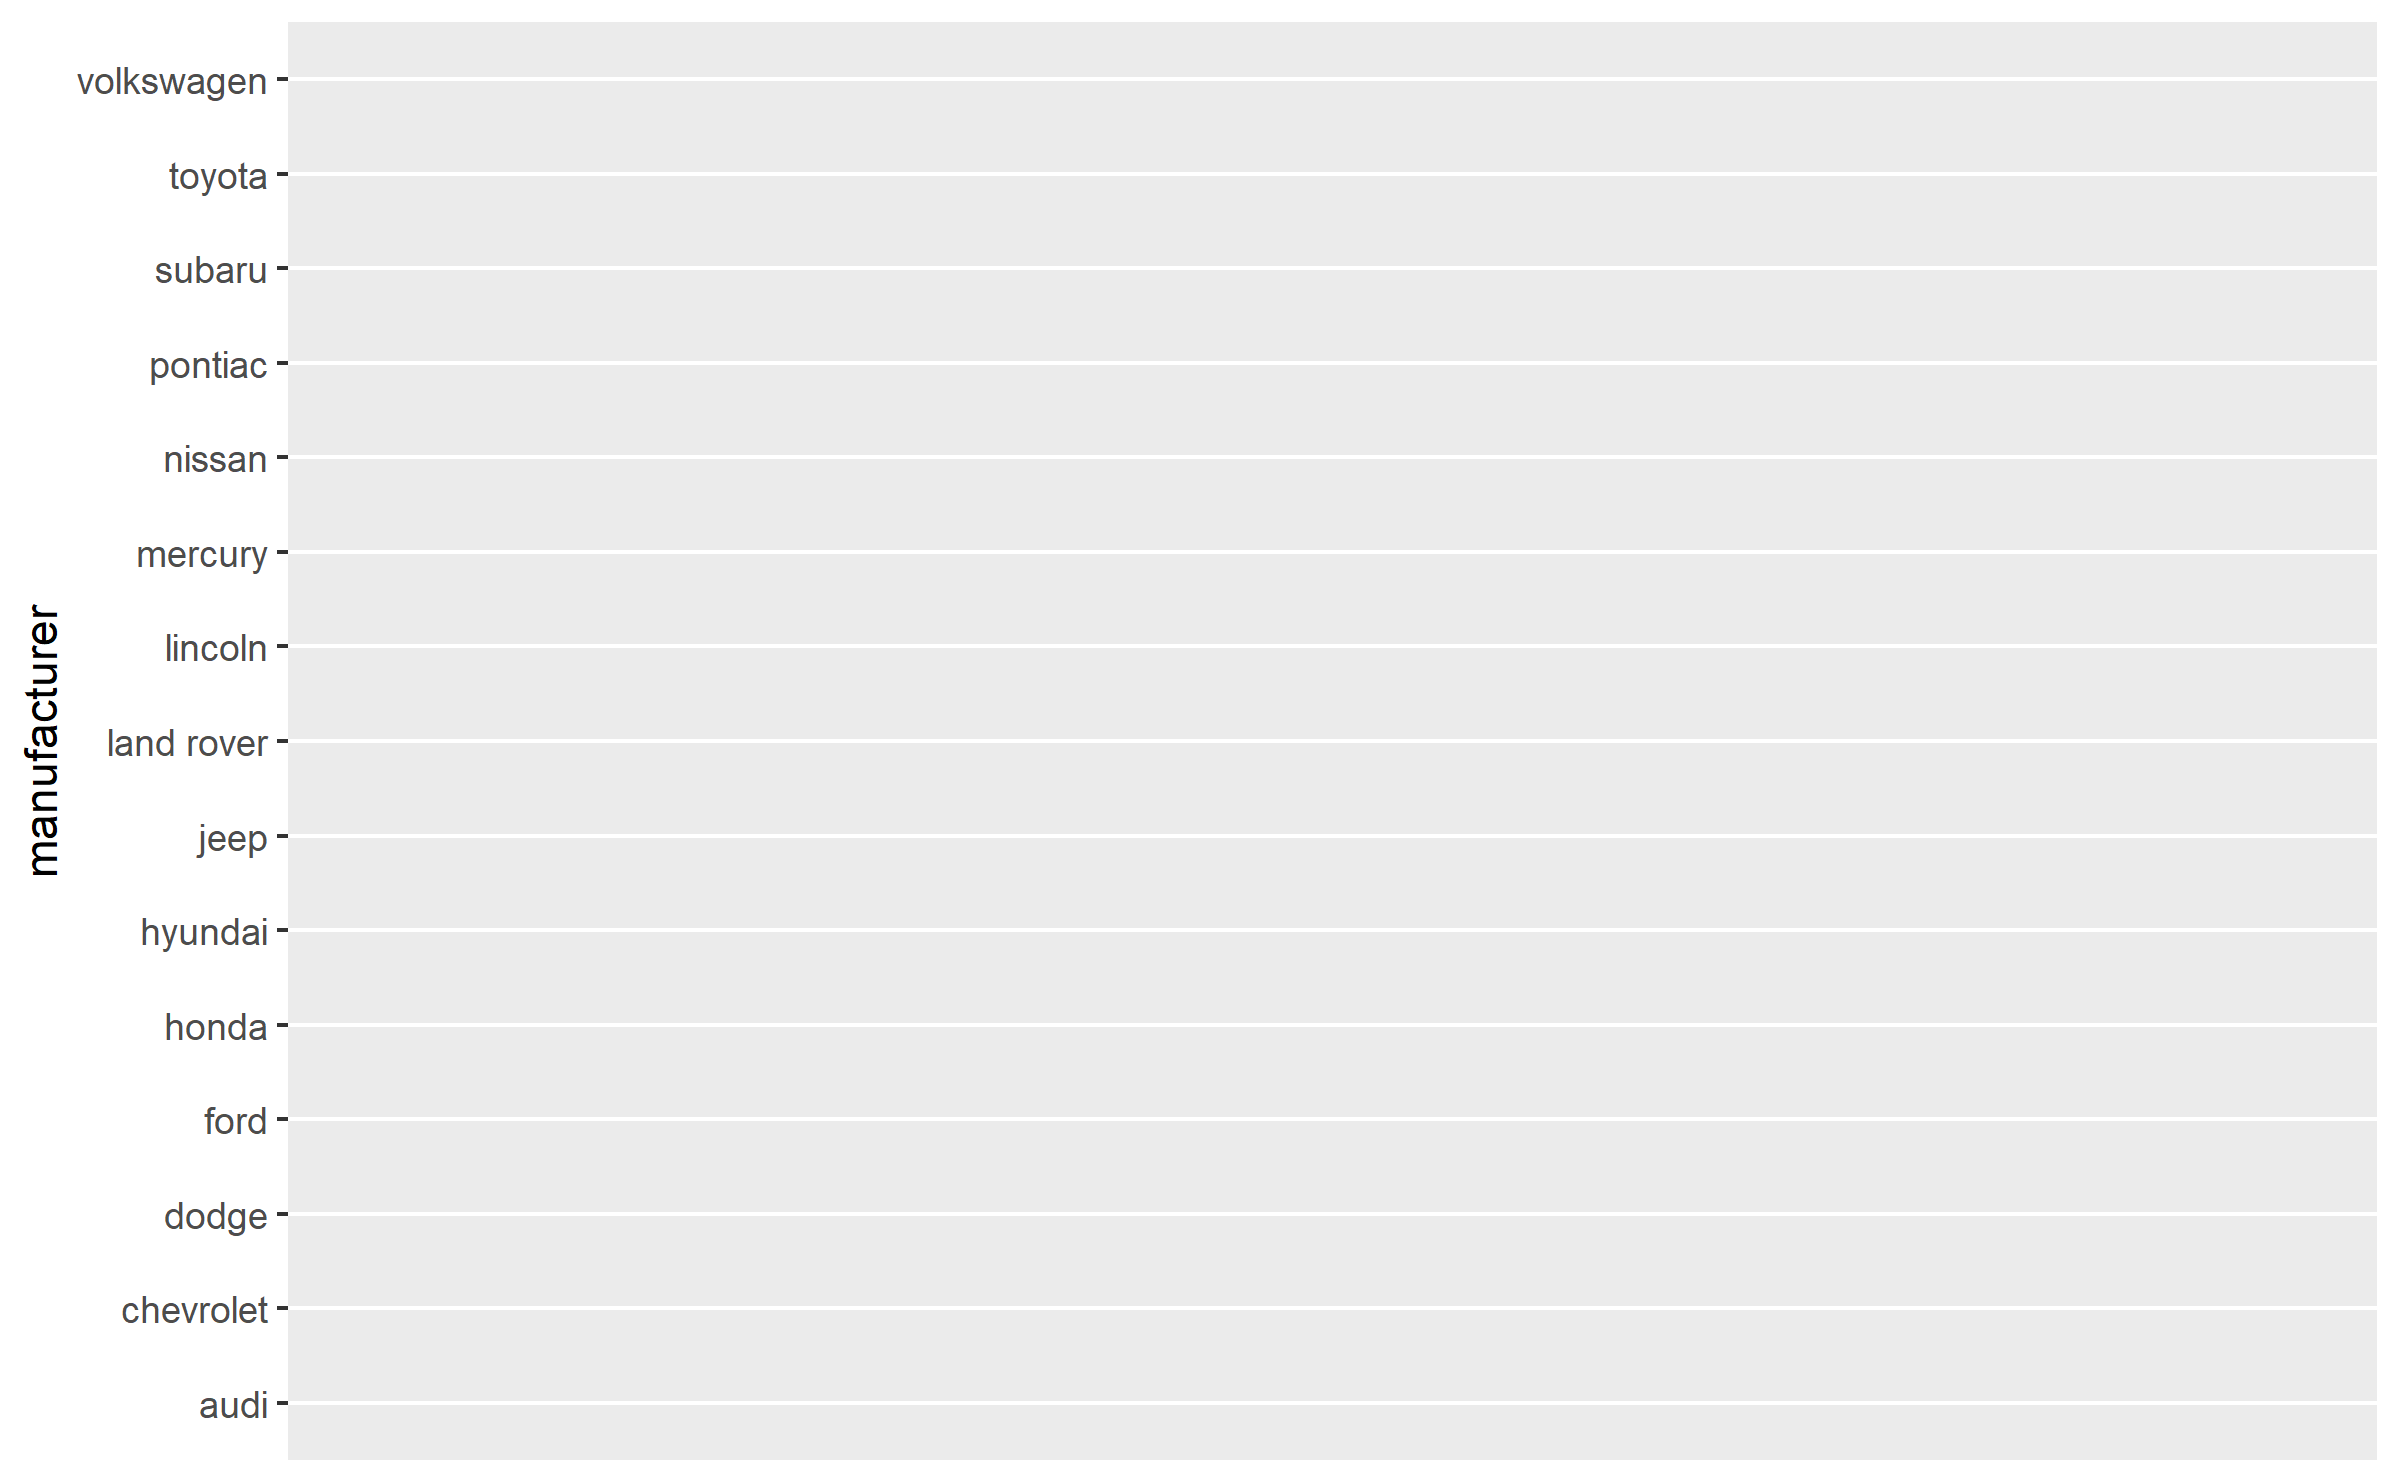 volkswagen
toyota
subaru
pontiac
nissan
mercury
lincoln
land rover
jeep
hyundai
honda
ford
dodge
chevrolet
audi
manufacturer